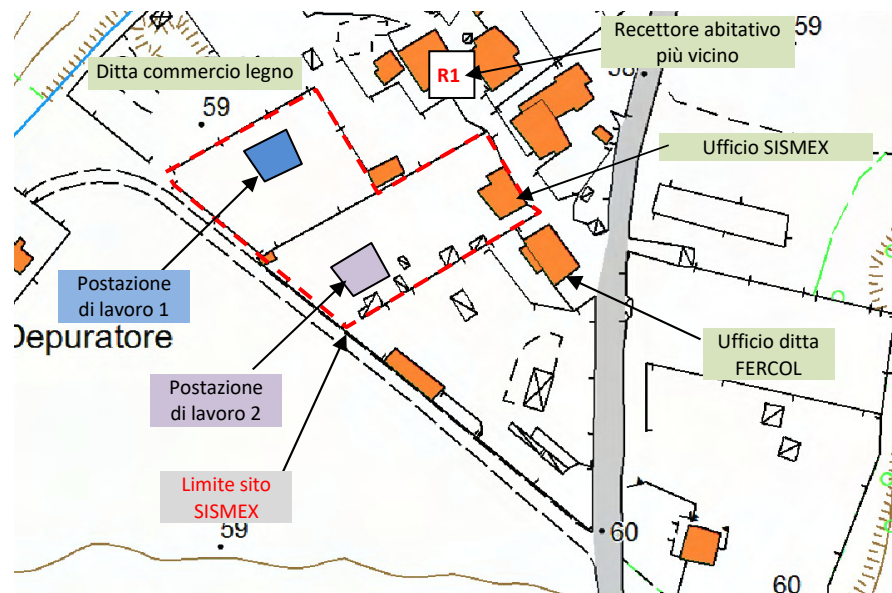 Recettore abitativo
più vicino
59
58
R1
Ditta commercio legno
59
Ufficio SISMEX
Postazione
di lavoro 1
Depuratore
Ufficio ditta
FERCOL
Postazione
di lavoro 2
Limite sito
SISMEX
59
60
60